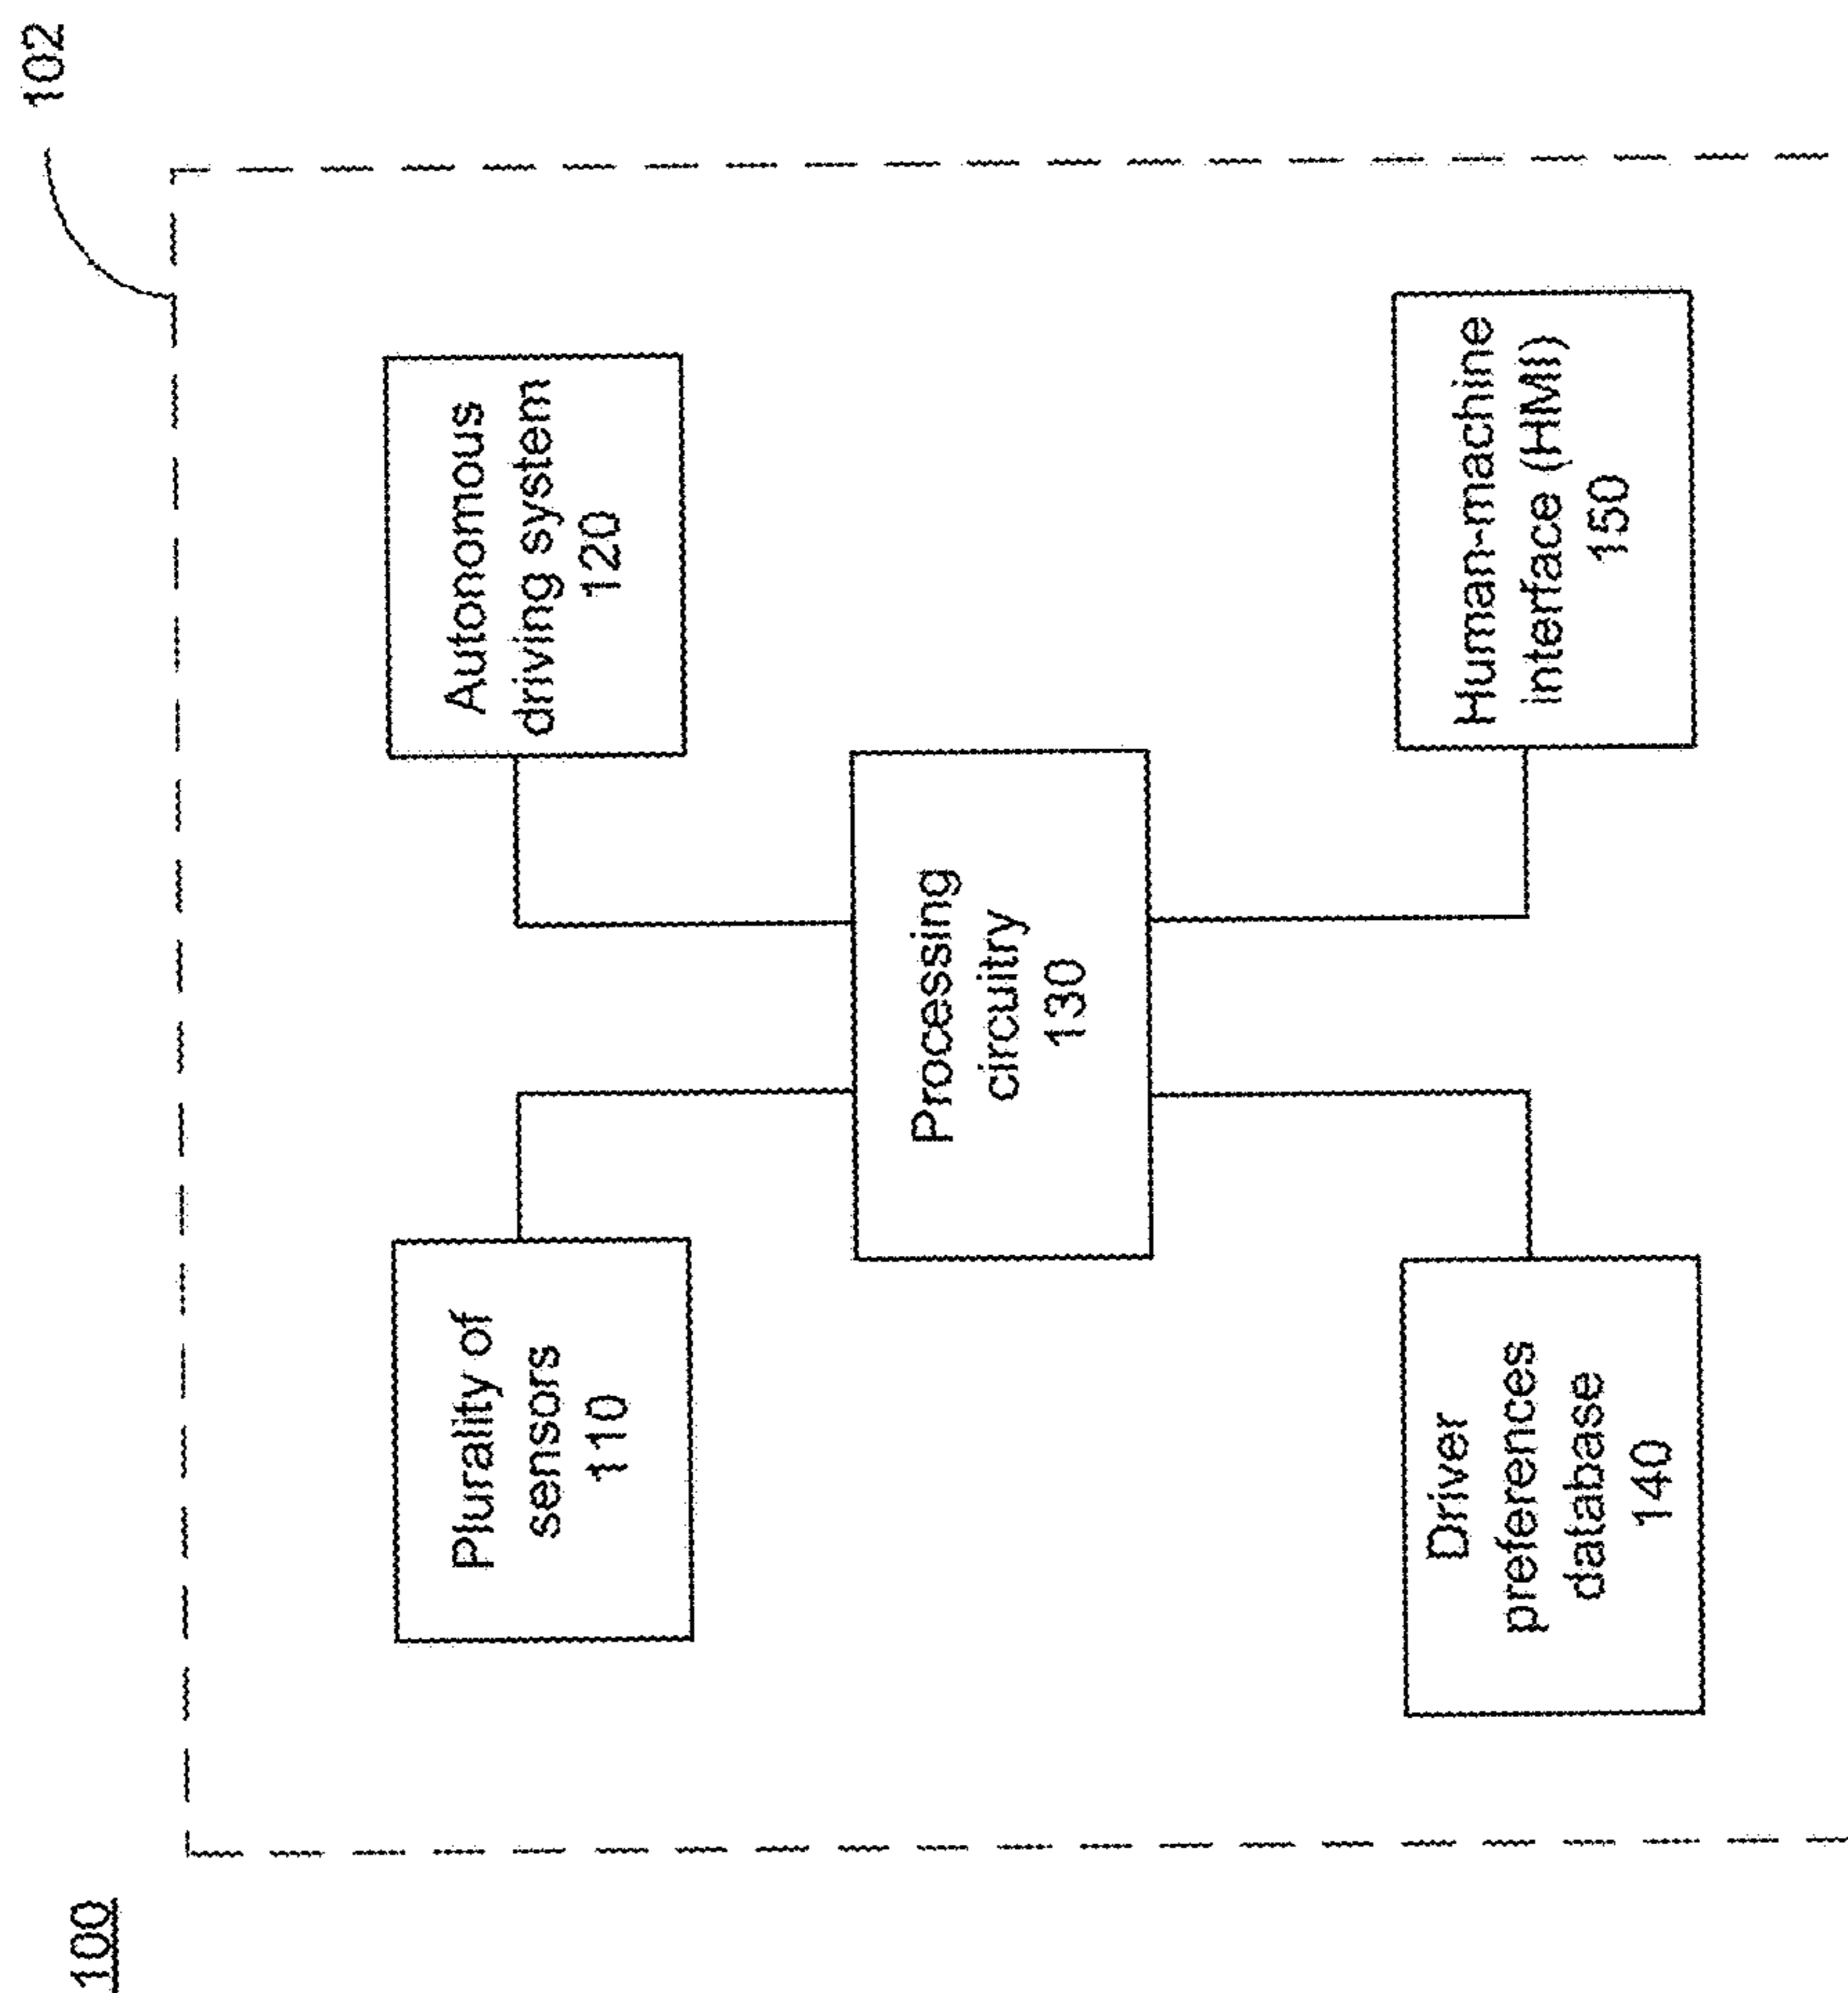 100
102
Plurality of
sensors
110
Autonomous
driving system
120
Processing
circuitry
130
Driver
preferences
database
140
Human-machine
interface (HMI)
150